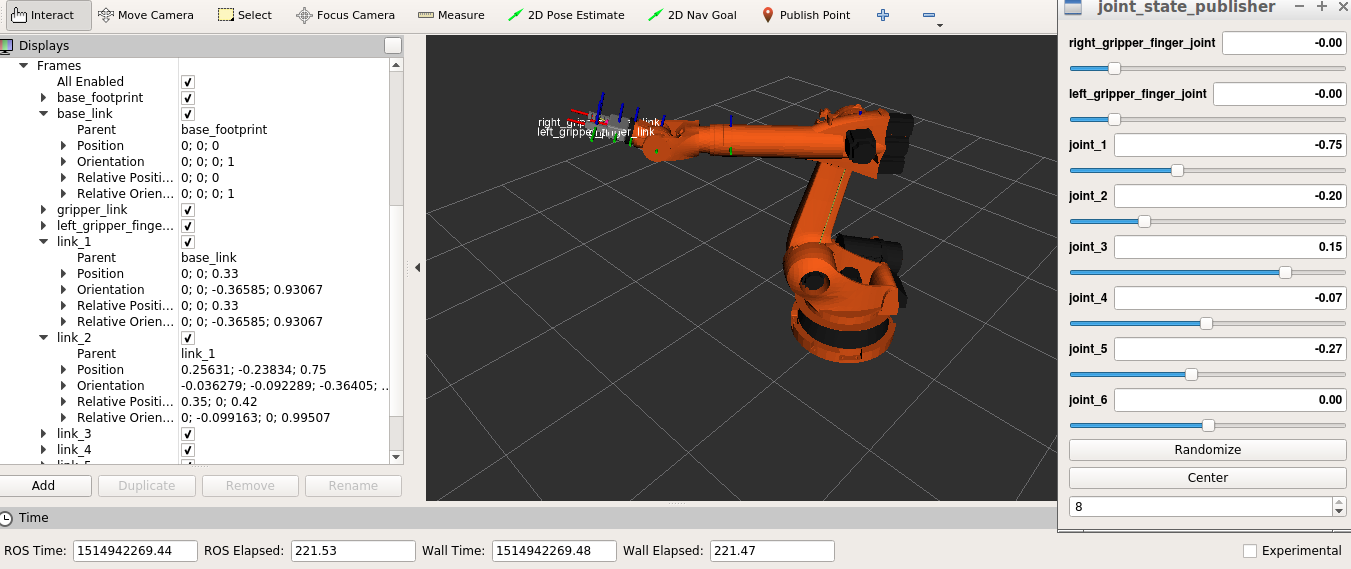 Interact Move Camera Select Focus Camera Measure 2D Pose Estimate 2D Nav Goal Publish Point
Displays
Frames
All Enabled
base_footprint
base_link
Parent base_footprint
Position 0; 0; 0
Orientation 0; 0; 0; 1
Relative Positi... 0; 0; 0
Relative Orien... 0; 0; 0; 1
gripper_link
left_gripper_finge...
link_1
Parent base_link
Position 0; 0; 0.33
Orientation 0; 0; -0.36585; 0.93067
Relative Positi... 0; 0; 0.33
Relative Orien... 0; 0; -0.36585; 0.93067
link_2
Parent link_1
Position 0.25631; -0.23834; 0.75
Orientation -0.036279; -0.092289; -0.36405; ..
Relative Positi... 0.35; 0; 0.42
Relative Orien... 0; -0.099163; 0; 0.99507
link_3
link_4
Add Duplicate Remove Rename
left_gripper_finger_link
joint_state_publisher
right_gripper_finger_joint -0.00
left_gripper_finger_joint -0.00
joint_1 -0.75
joint_2 -0.20
joint_3 0.15
joint_4 -0.07
joint_5 -0.27
joint_6 0.00
Randomize
Center
8
Time
ROS Time: 1514942269.44 ROS Elapsed: 221.53 Wall Time: 1514942269.48 Wall Elapsed: 221.47 Experimental